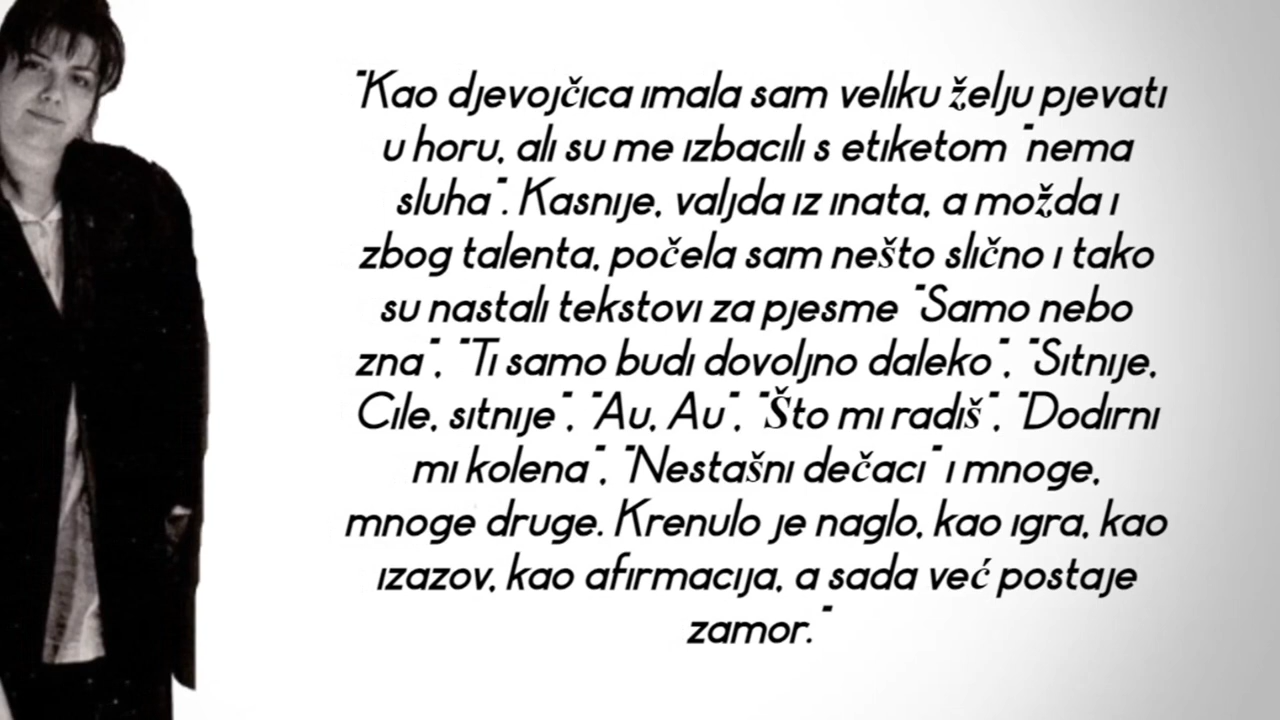 "Kao djevojčica imala sam veliku želju pjevati
u horu, ali su me izbacili s etiketom "nema
sluha". Kasnije, valjda iz inata, a možda i
zbog talenta, počela sam nešto slično i tako
su nastali tekstovi za pjesme "Samo nebo
zna", "Ti samo budi dovoljno daleko", "Sitnije,
Cile, sitnije", "Au, Au", "Što mi radiš", "Dodirni
mi kolena", "Nestašni dečaci" i mnoge,
mnoge druge. Krenulo je naglo, kao igra, kao
izazov, kao afirmacija, a sada već postaje
zamor."